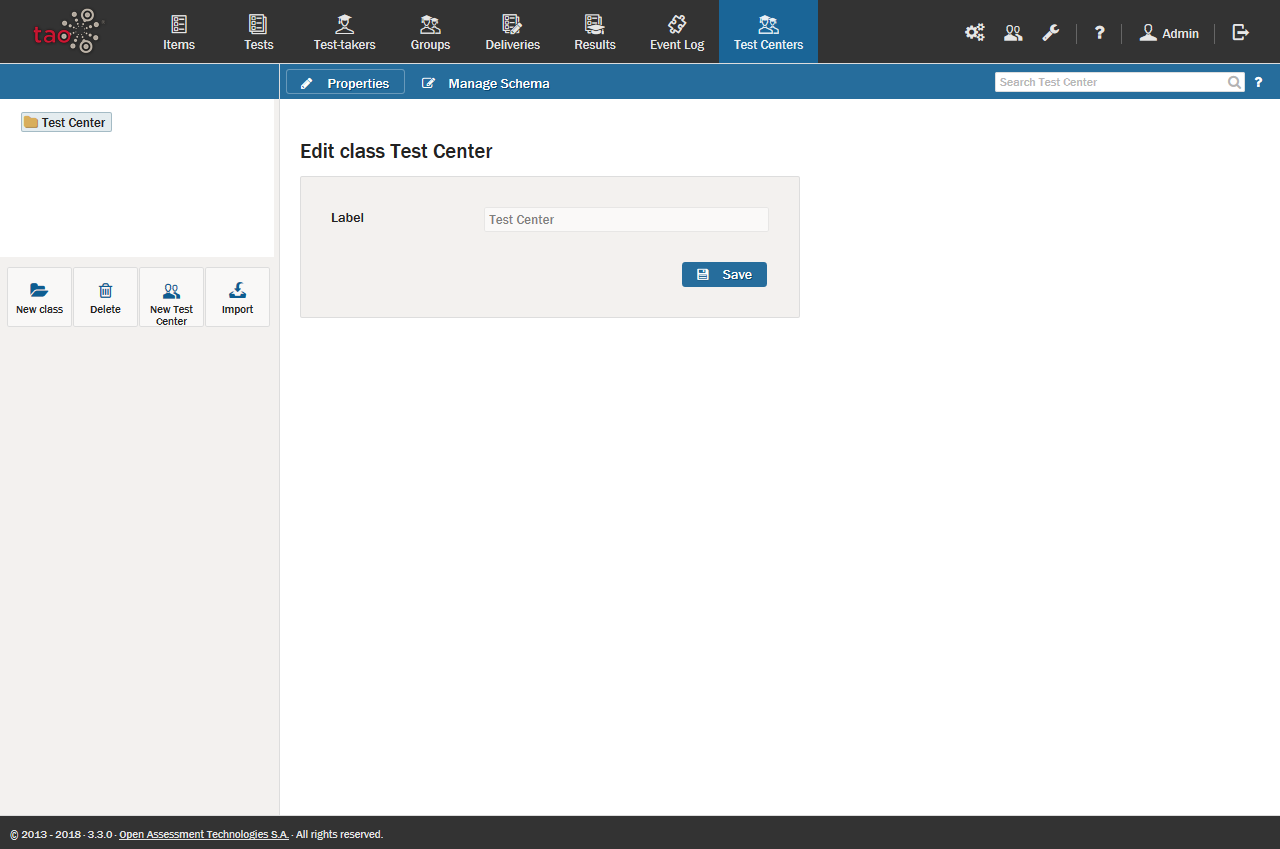 tao
Items
Tests
Test-takers
Groups
Deliveries
Results
Event Log
Test Centers
?
Admin
Properties
Manage Schema
Search Test Center
?
Test Center
Edit class Test Center
Label
Test Center
Save
New class
Delete
New Test
Center
Import
© 2013 - 2018 · 3.3.0 · Open Assessment Technologies S.A. · All rights reserved.